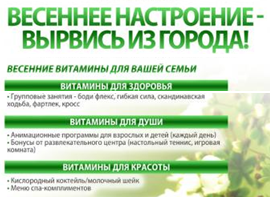 ВЕСЕННЕЕ НАСТРОЕНИЕ -
ВЫРВИСЬ ИЗ ГОРОДА!
ВЕСЕННИЕ ВИТАМИНЫ ДЛЯ ВАШЕЙ СЕМЬИ
ВИТАМИНЫ ДЛЯ ЗДОРОВЬЯ
• Групповые занятия - боди флекс, гибкая сила, скандинавская
ходьба, фартлек, кросс
ВИТАМИНЫ ДЛЯ ДУШИ
• Анимационные программы для взрослых и детей (каждый день)
• Бонусы от развлекательного центра (настольный теннис, игровая
комната)
ВИТАМИНЫ ДЛЯ КРАСОТЫ
• Кислородный коктейль/молочный шейк
• Меню спа-комплиментов